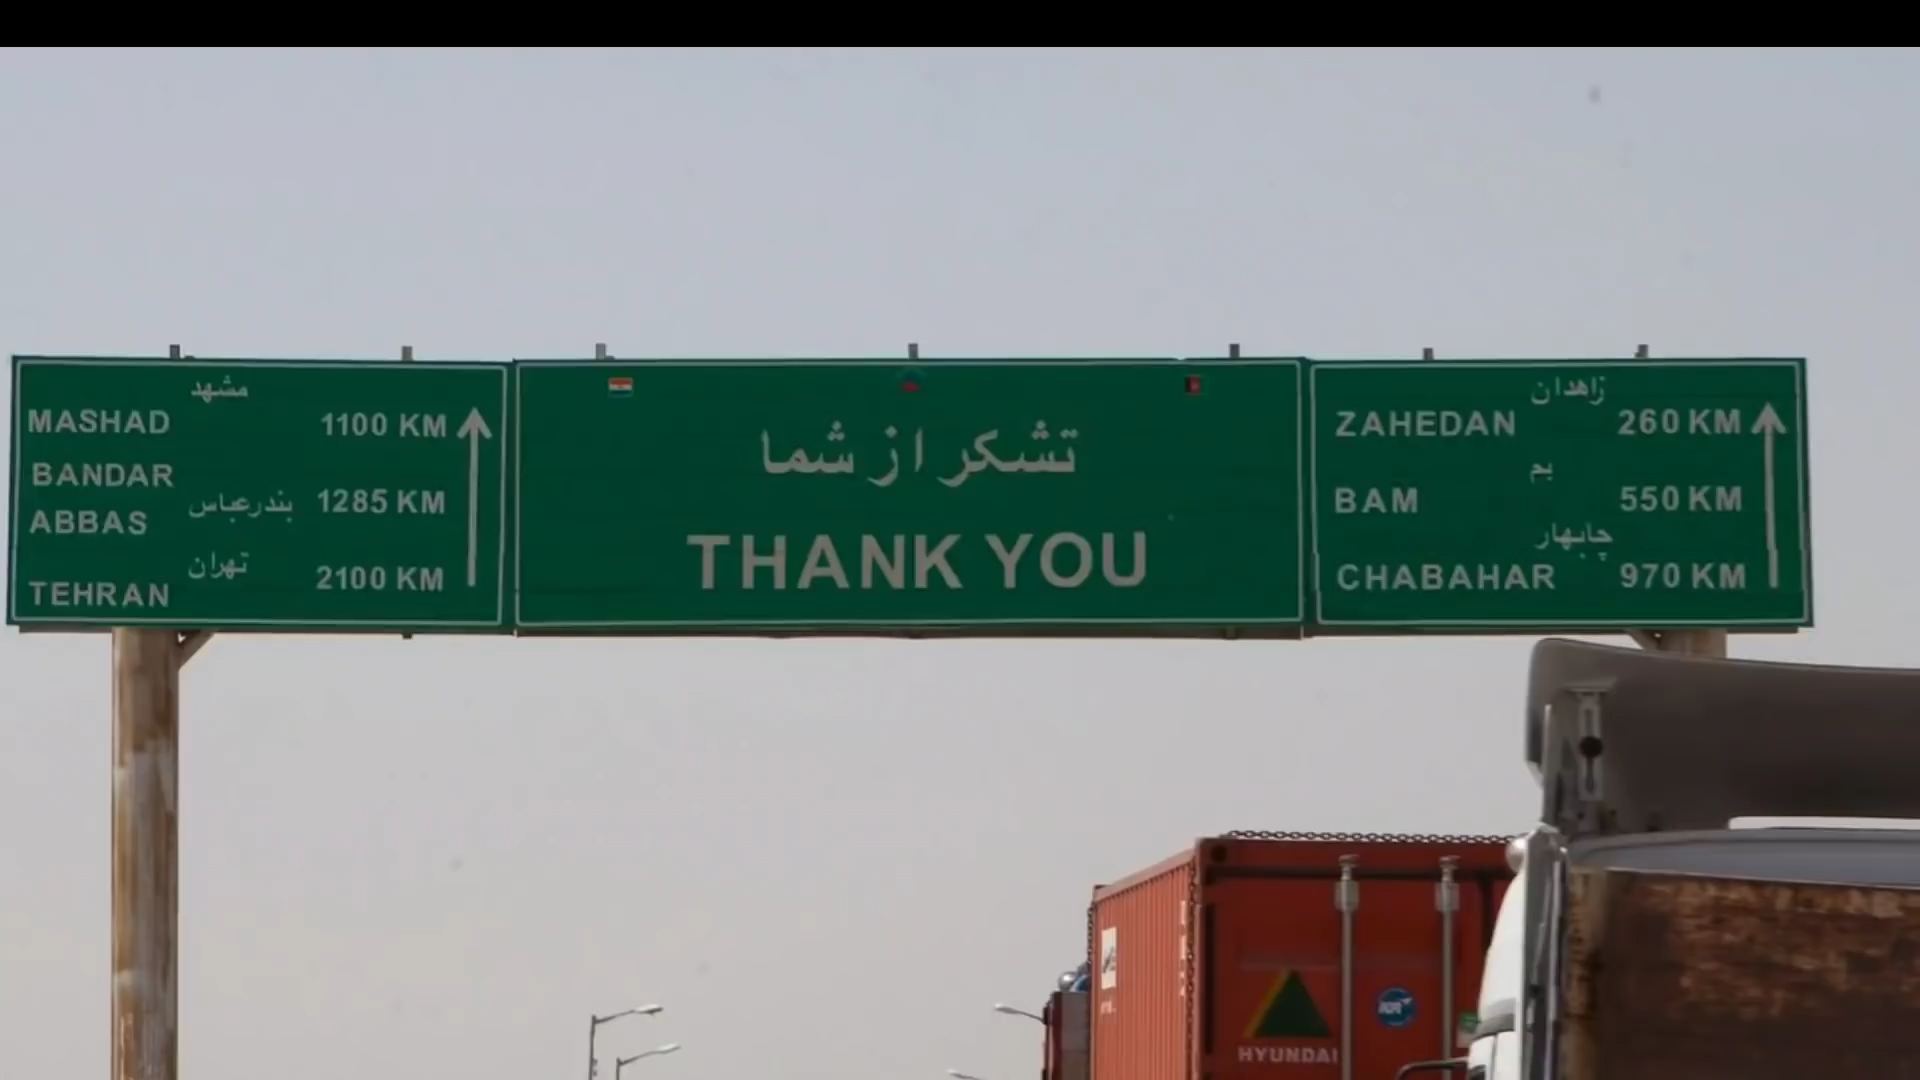 مشهد
MASHAD 1100 KM
BANDAR
ABBAS بندرعباس 1285 KM
تهران
TEHRAN 2100 KM
تشکر از شما
THANK YOU
زاهدان
ZAHEDAN 260 KM
بم
BAM 550 KM
چابهار
CHABAHAR 970 KM
HYUNDAI